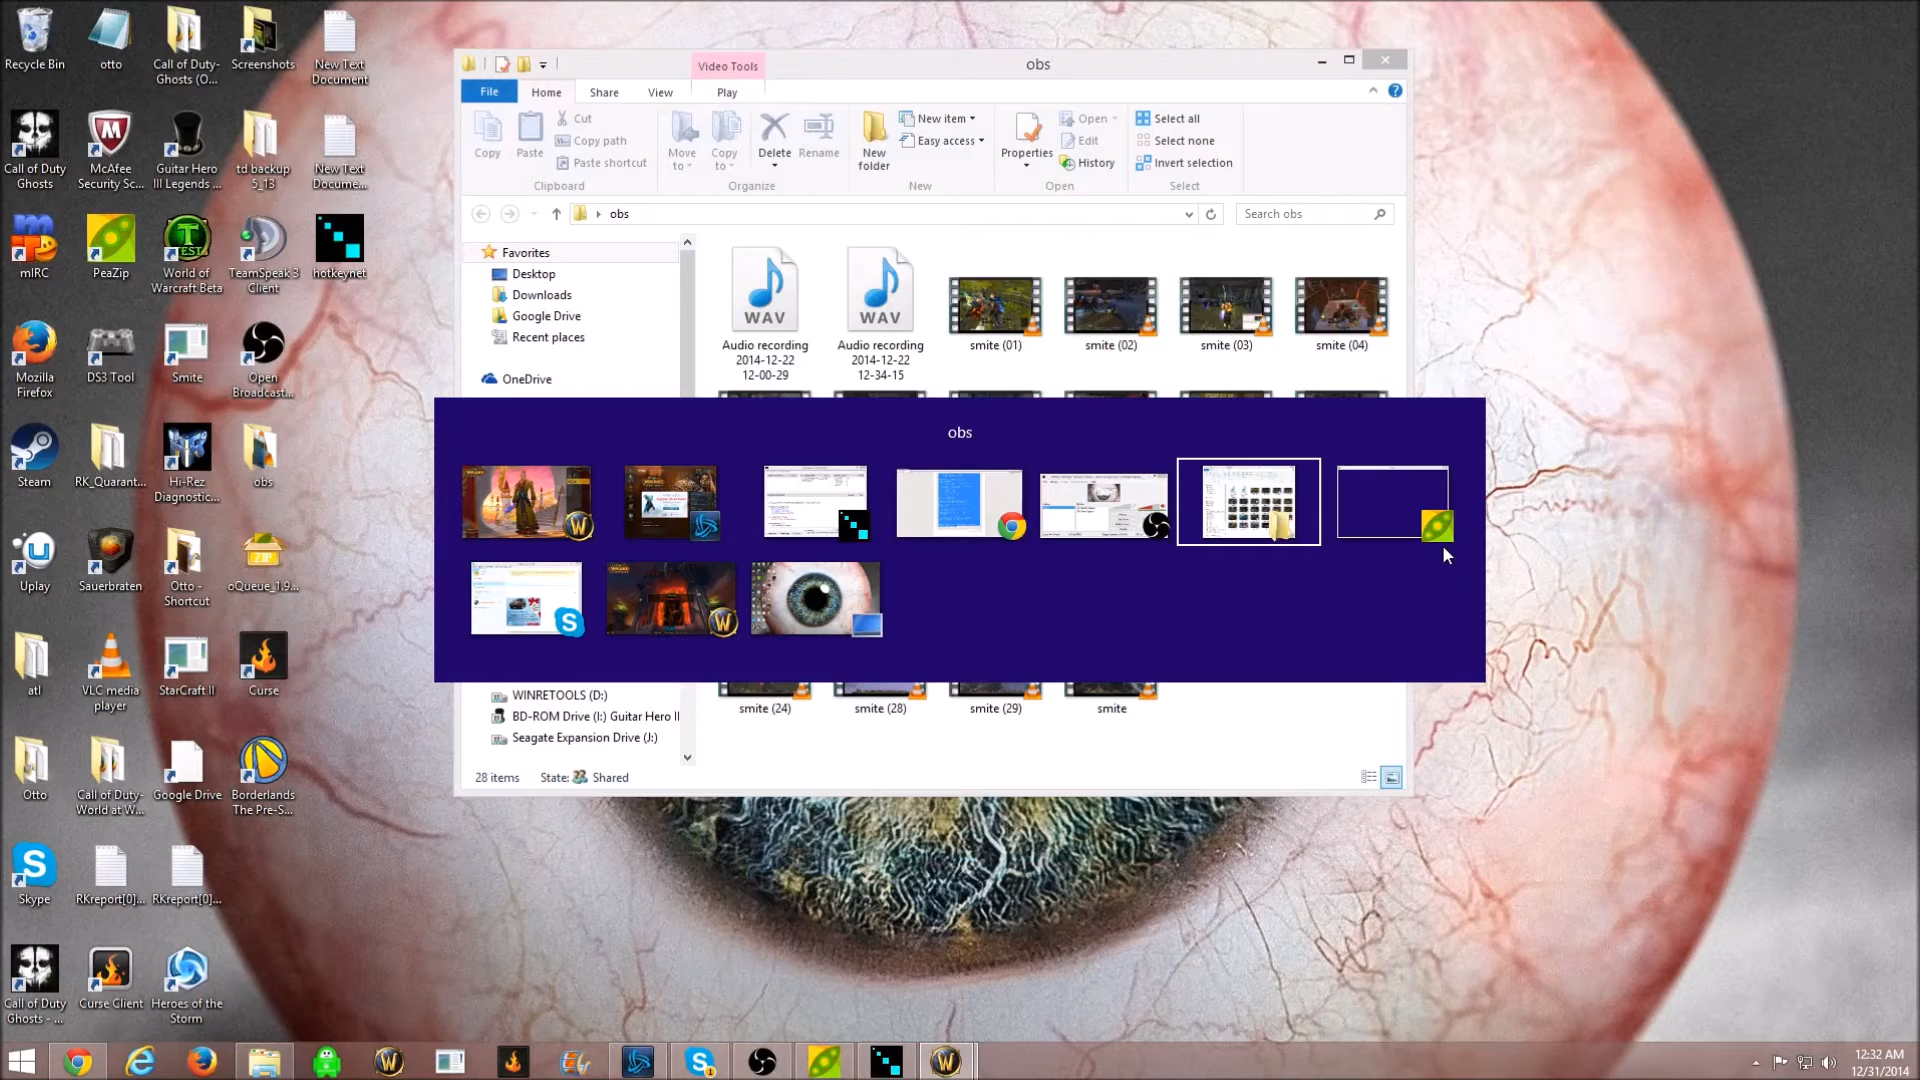 Recycle Bin
otto
Call of Duty-
Ghosts (O...
Screenshots
New Text
Document
Call of Duty
Ghosts
McAfee
Security Sc...
Guitar Hero
III Legends ...
td backup
5_13
New Text
Docume...
mIRC
PeaZip
World of
Warcraft Beta
TeamSpeak 3
Client
hotkeynet
Mozilla
Firefox
DS3 Tool
Smite
Open
Broadcast...
Steam
RK_Quarant...
Hi-Rez
Diagnostic...
obs
Uplay
Sauerbraten
Otto -
Shortcut
oQueue_1.9...
atl
VLC media
player
StarCraft II
Curse
Otto
Call of Duty-
World at W...
Google Drive
Borderlands
The Pre-S...
Skype
RKreport[0]...
RKreport[0]...
Call of Duty
Ghosts - ...
Curse Client
Heroes of the
Storm
Video Tools
obs
File
Home
Share
View
Play
Copy
Paste
Cut
Copy path
Paste shortcut
Clipboard
Move
to
Copy
to
Delete
Rename
Organize
New
folder
New item
Easy access
New
Properties
Open
Edit
History
Open
Select all
Select none
Invert selection
Select
obs
Search obs
Favorites
Desktop
Downloads
Google Drive
Recent places
OneDrive
WAV
Audio recording
2014-12-22
12-00-29
WAV
Audio recording
2014-12-22
12-34-15
smite (01)
smite (02)
smite (03)
smite (04)
obs
WINRETOOLS (D:)
BD-ROM Drive (I:) Guitar Hero II
Seagate Expansion Drive (J:)
smite (24)
smite (28)
smite (29)
smite
28 items
State:
Shared
12:32 AM
12/31/2014